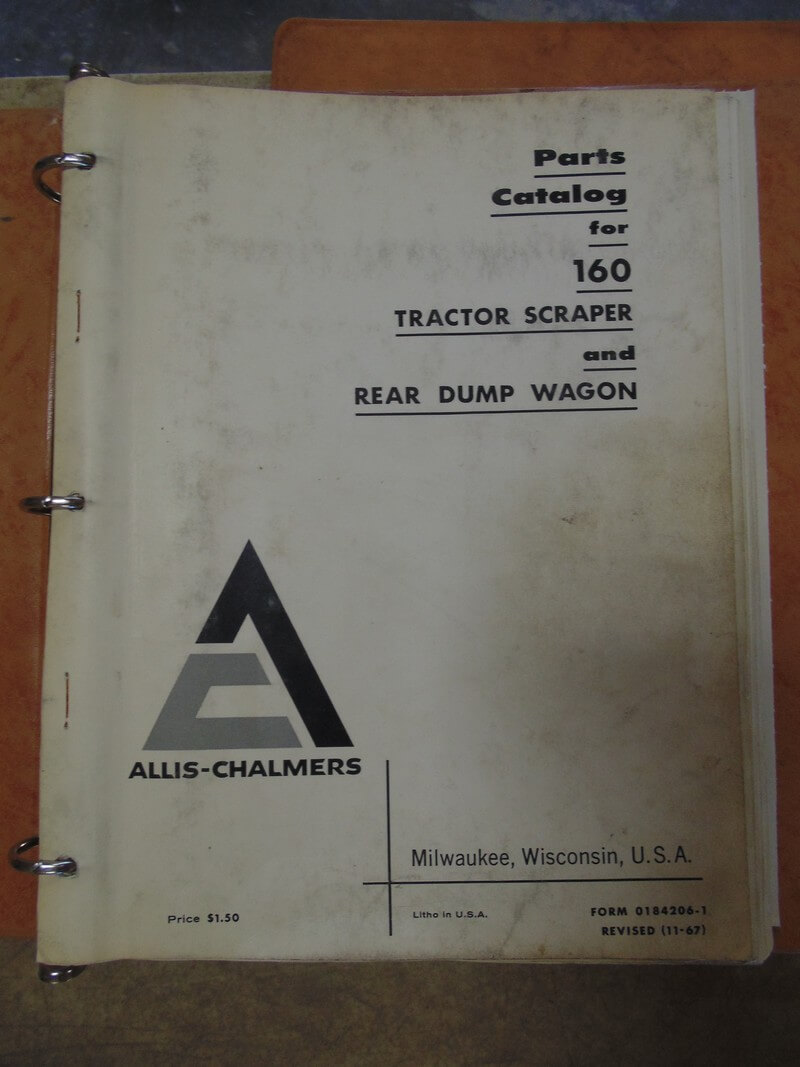 Parts
Catalog
for
160
TRACTOR SCRAPER
and
REAR DUMP WAGON
ALLIS-CHALMERS
Milwaukee, Wisconsin, U.S.A.
Price $1.50
Litho in U.S.A.
FORM 0184206-1
REVISED (11-67)